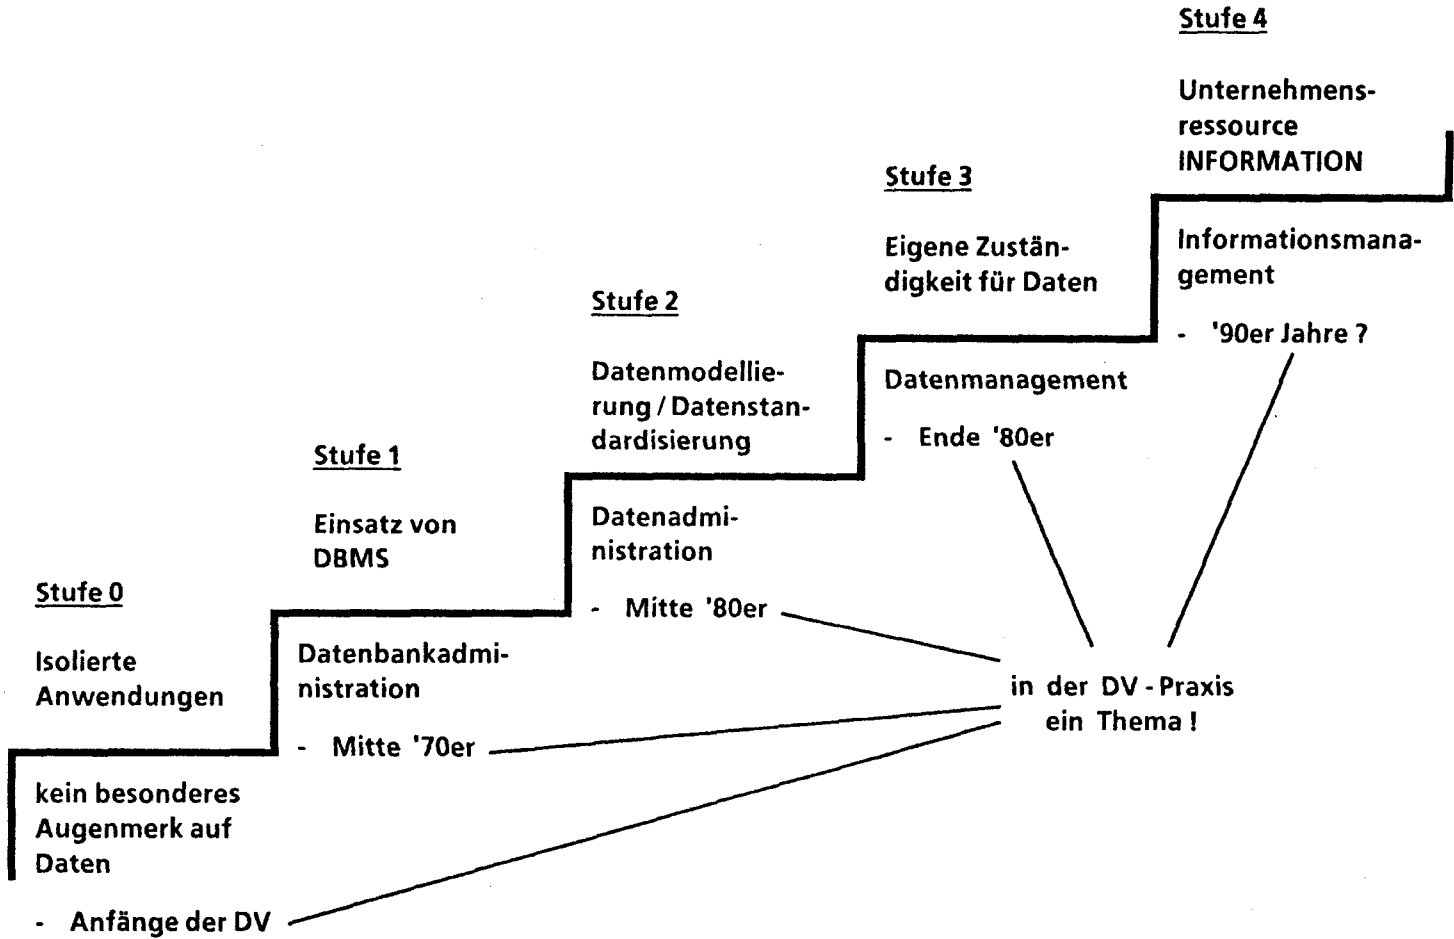 Stufe 0
Isolierte
Anwendungen
kein besonderes
Augenmerk auf
Daten
- Anfänge der DV
Stufe 1
Einsatz von
DBMS
Datenbankadmi-
nistration
- Mitte '70er
Stufe 2
Datenmodellie-
rung / Datenstan-
dardisierung
Datenadmi-
nistration
- Mitte '80er
Stufe 3
Eigene Zustän-
digkeit für Daten
Datenmanagement
- Ende '80er
Stufe 4
Unternehmens-
ressource
INFORMATION
Informationsmana-
gement
- '90er Jahre ?
in der DV - Praxis
ein Thema !